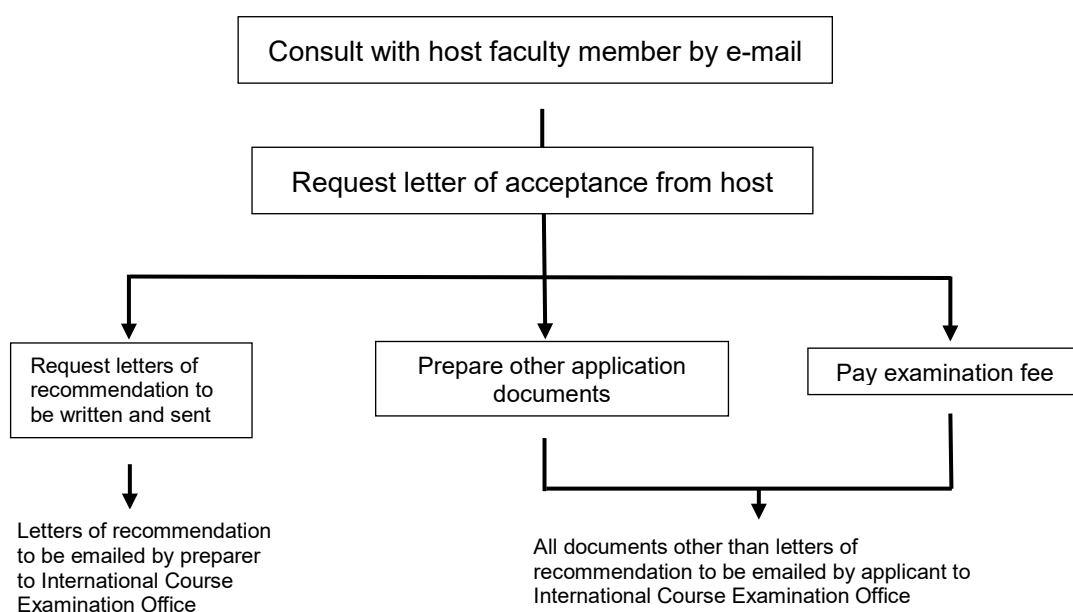 Consult with host faculty member by e-mail
Request letter of acceptance from host
Request letters of
recommendation to
be written and sent
Prepare other application
documents
Pay examination fee
Letters of recommendation
to be emailed by preparer
to International Course
Examination Office
All documents other than letters of
recommendation to be emailed by applicant to
International Course Examination Office